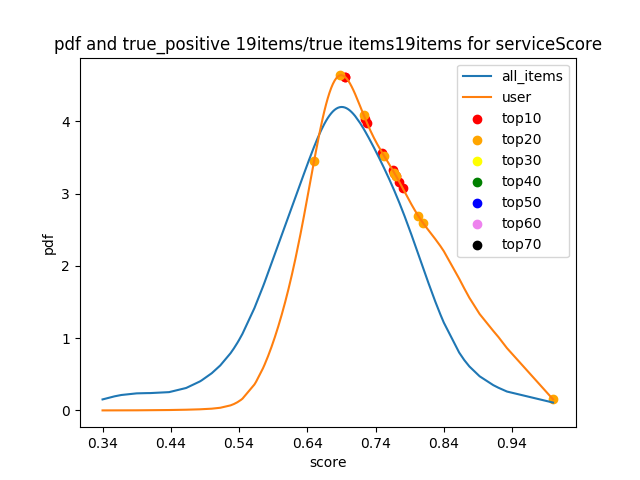 pdf and true_positive 19items/true items19items for serviceScore
all_items
user
top10
top20
top30
top40
top50
top60
top70
pdf
4
3
2
1
0
0.34 0.44 0.54 0.64 0.74 0.84 0.94
score